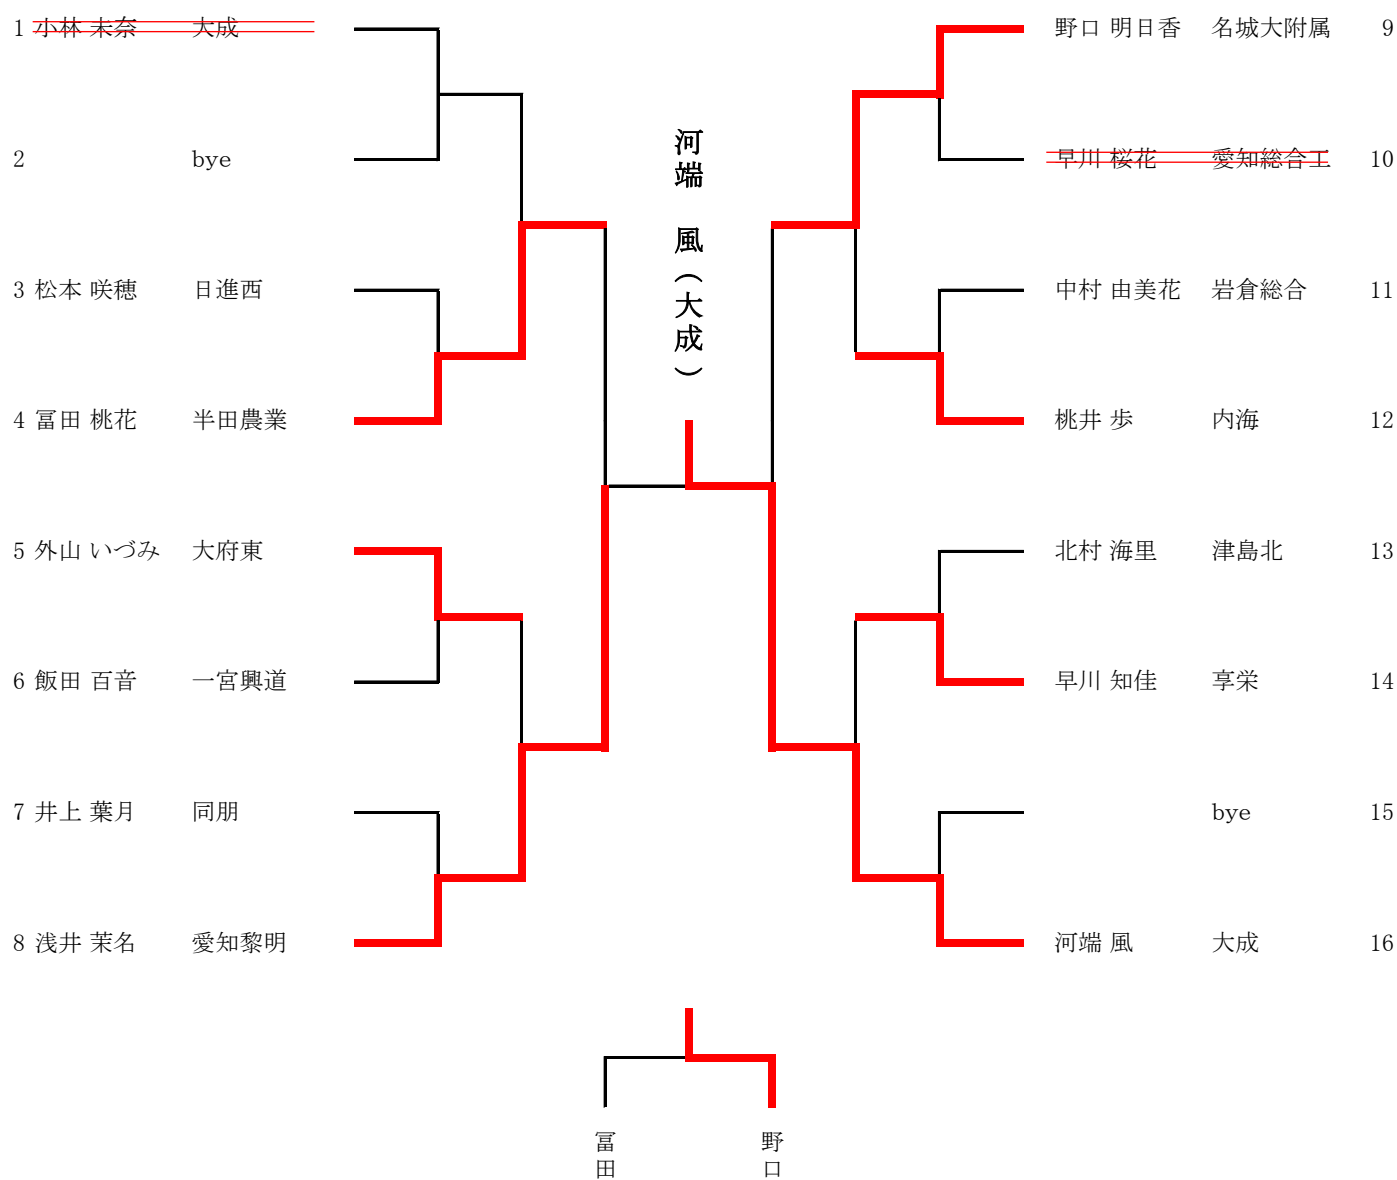 1 小林 未奈 大成
2 bye
3 松本 咲穂 日進西
4 冨田 桃花 半田農業
5 外山 いづみ 大府東
6 飯田 百音 一宮興道
7 井上 葉月 同朋
8 浅井 茉名 愛知黎明
河端 風(大成)
野口 明日香 名城大附属 9
早川 桜花 愛知総合工 10
中村 由美花 岩倉総合 11
桃井 歩 内海 12
北村 海里 津島北 13
早川 知佳 享栄 14
bye 15
河端 風 大成 16
冨田
野口